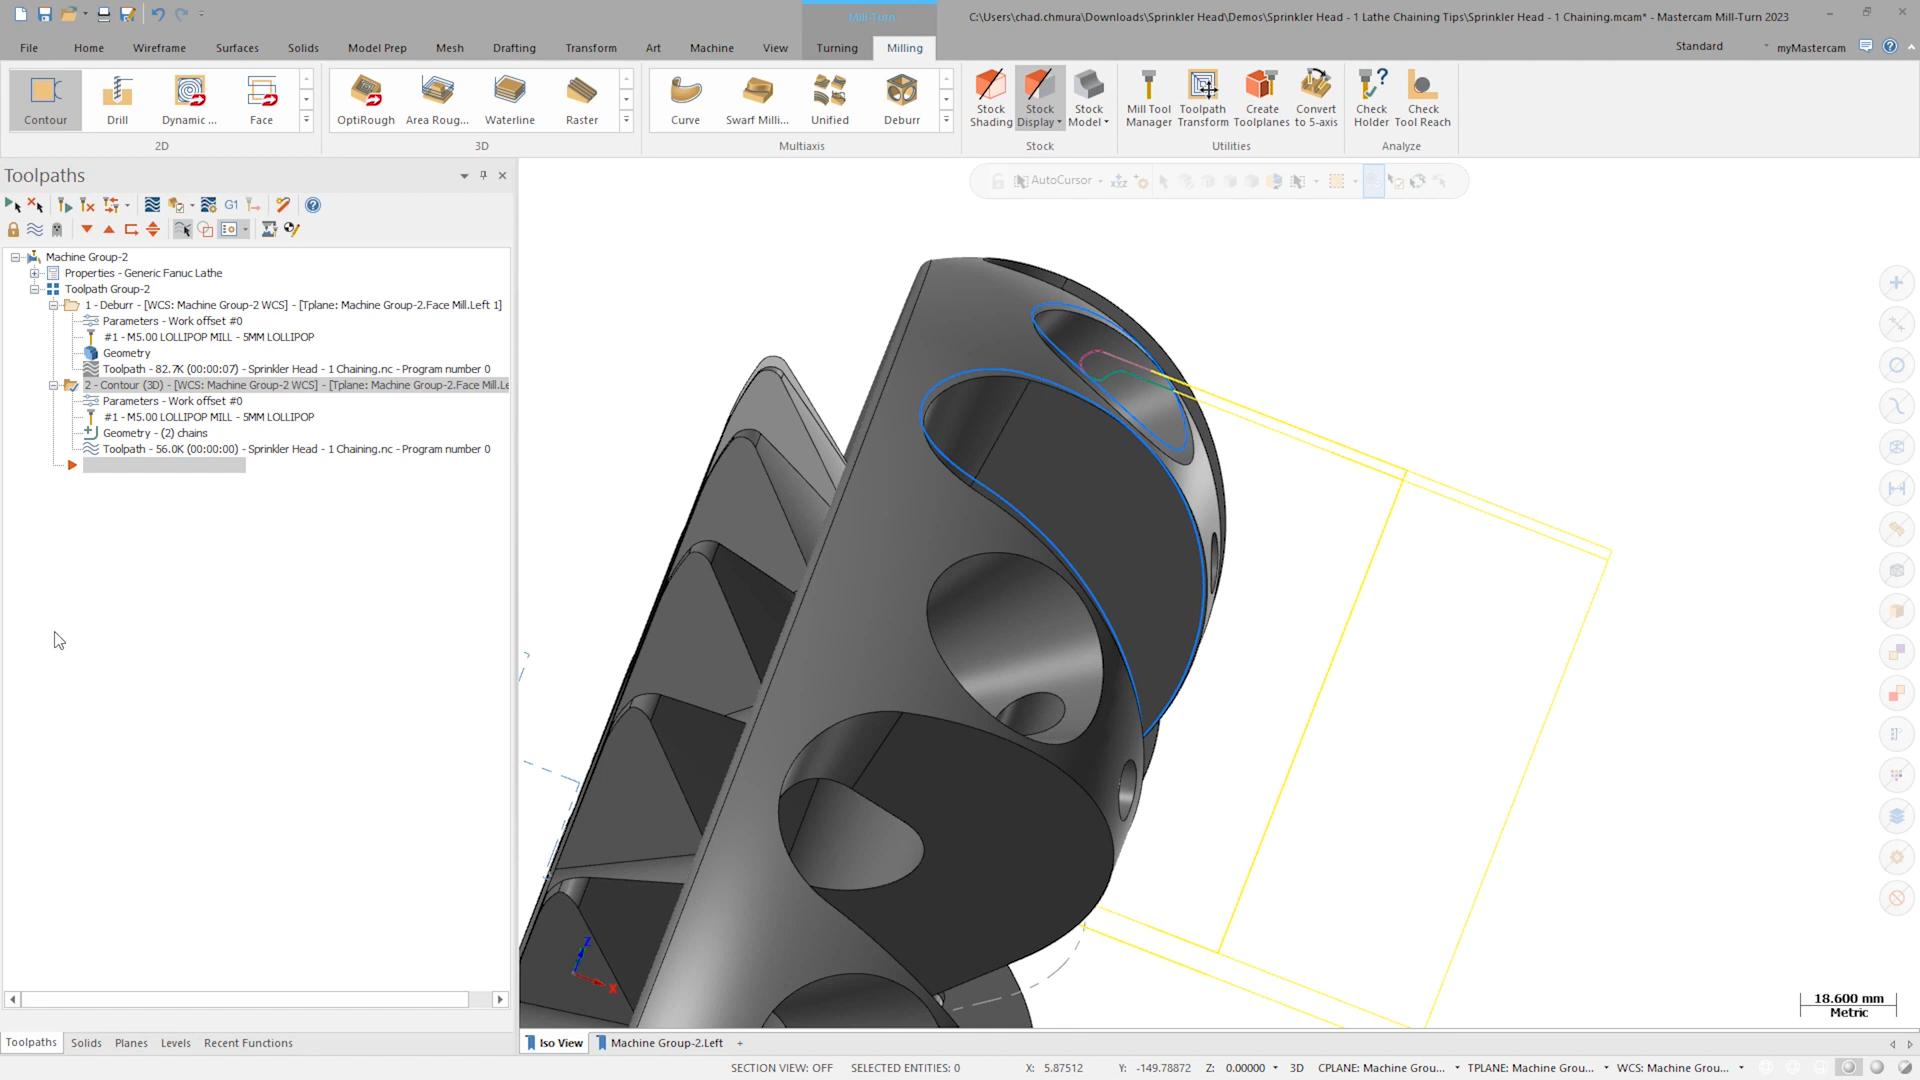 Mill-Turn
C:\Users\chad.chmura\Downloads\Sprinkler Head\Demos\Sprinkler Head - 1 Lathe Chaining Tips\Sprinkler Head - 1 Chaining.mcam* - Mastercam Mill-Turn 2023
File Home Wireframe Surfaces Solids Model Prep Mesh Drafting Transform Art Machine View Turning Milling
Standard myMastercam
Contour Drill Dynamic ... Face
2D
OptiRough Area Roug... Waterline Raster
3D
Curve Swarf Milli... Unified Deburr
Multiaxis
Stock Shading Stock Display Stock Model
Stock
Mill Tool Manager Toolpath Transform Create Toolplanes Convert to 5-axis
Utilities
Check Holder Check Tool Reach
Analyze
Toolpaths
AutoCursor
G1
Machine Group-2
Properties - Generic Fanuc Lathe
Toolpath Group-2
1 - Deburr - [WCS: Machine Group-2 WCS] - [Tplane: Machine Group-2.Face Mill.Left 1]
Parameters - Work offset #0
#1 - M5.00 LOLLIPOP MILL - 5MM LOLLIPOP
Geometry
Toolpath - 82.7K (00:00:07) - Sprinkler Head - 1 Chaining.nc - Program number 0
2 - Contour (3D) - [WCS: Machine Group-2 WCS] - [Tplane: Machine Group-2.Face Mill.Le
Parameters - Work offset #0
#1 - M5.00 LOLLIPOP MILL - 5MM LOLLIPOP
Geometry - (2) chains
Toolpath - 56.0K (00:00:00) - Sprinkler Head - 1 Chaining.nc - Program number 0
Z
X
18.600 mm
Metric
Toolpaths Solids Planes Levels Recent Functions
Iso View Machine Group-2.Left +
SECTION VIEW: OFF SELECTED ENTITIES: 0 X: 5.87512 Y: -149.78872 Z: 0.00000 3D CPLANE: Machine Grou... TPLANE: Machine Grou... WCS: Machine Grou...